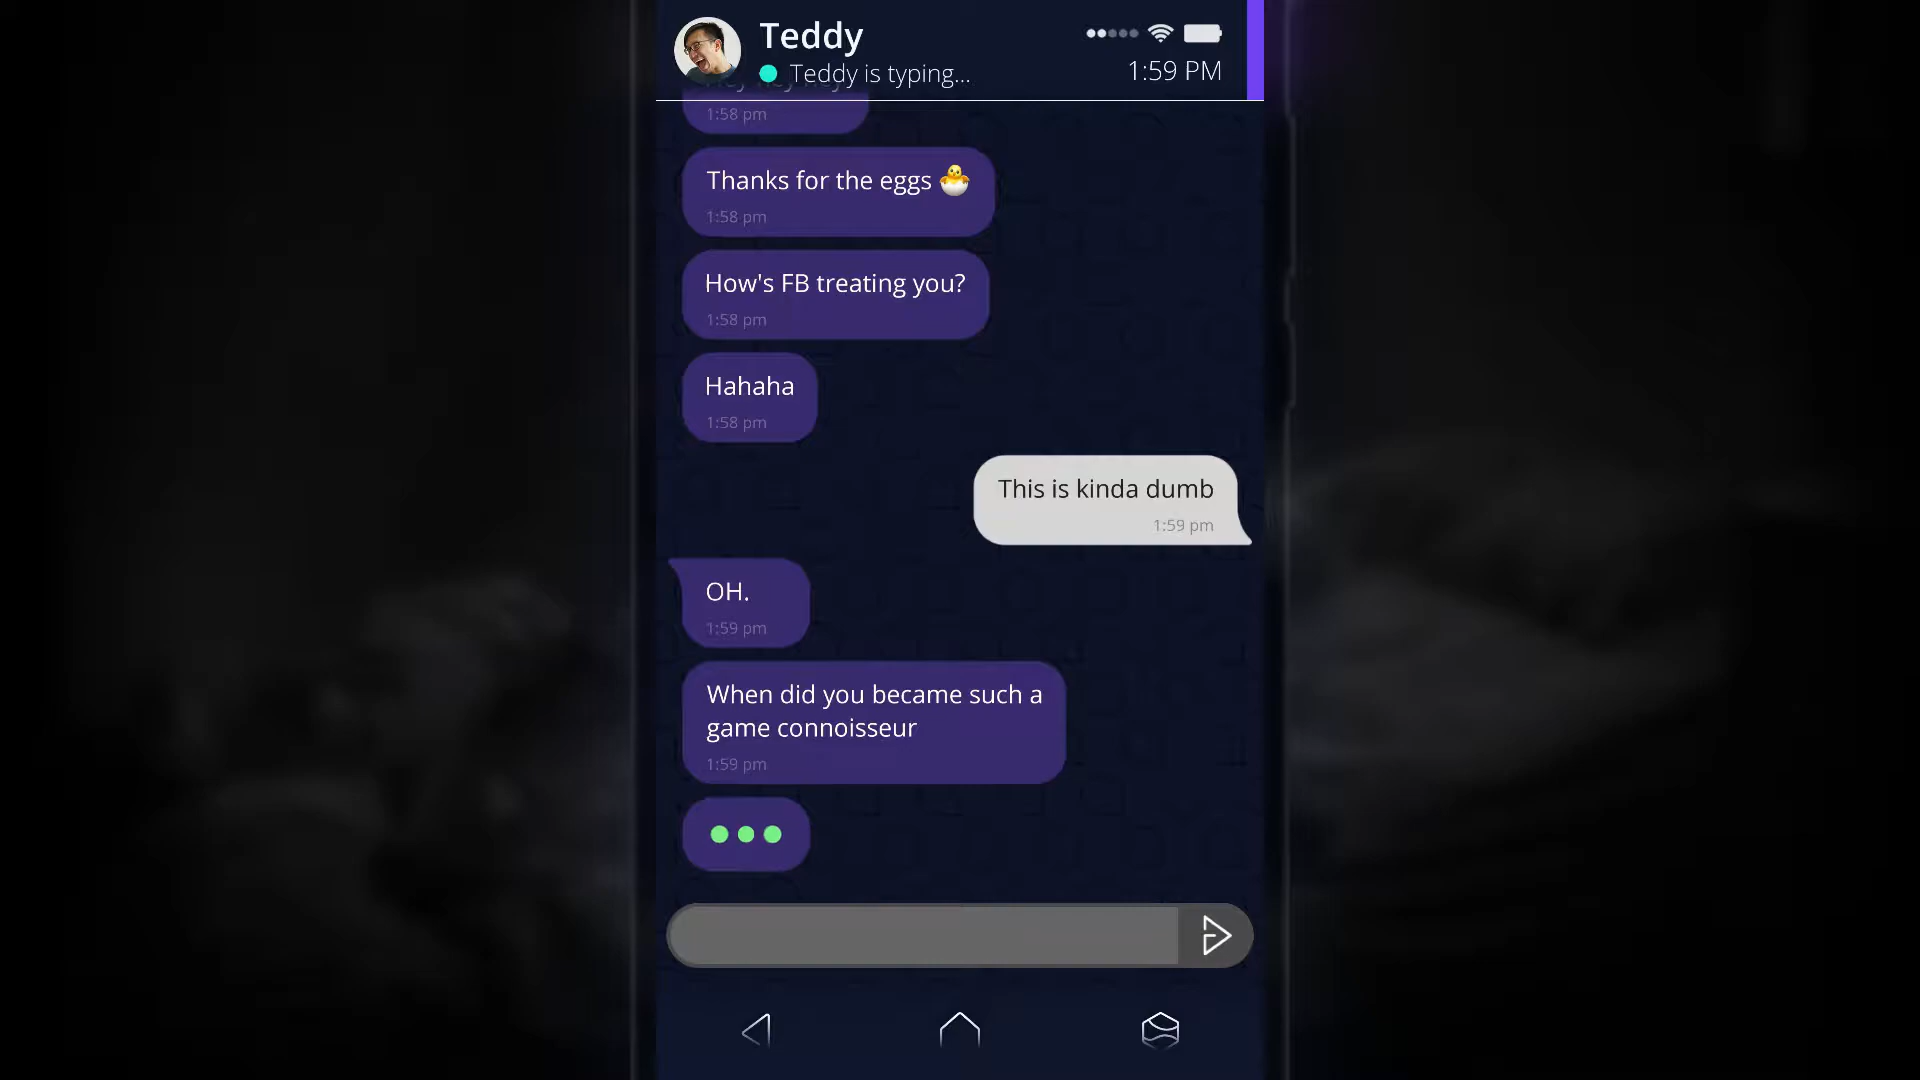 Teddy
Teddy is typing...
1:59 PM
1:58 pm
Thanks for the eggs 🐣
1:58 pm
How's FB treating you?
1:58 pm
Hahaha
1:58 pm
This is kinda dumb
1:59 pm
OH.
1:59 pm
When did you became such a
game connoisseur
1:59 pm